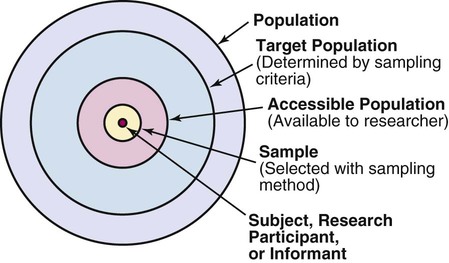 Population
Target Population
(Determined by sampling
criteria)
Accessible Population
(Available to researcher)
Sample
(Selected with sampling
method)
Subject, Research
Participant,
or Informant